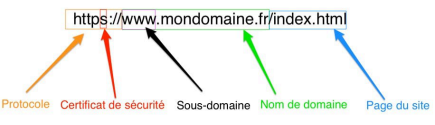 https://www.mondomaine.fr/index.html
Protocole Certificat de sécurité Sous-domaine Nom de domaine Page du site